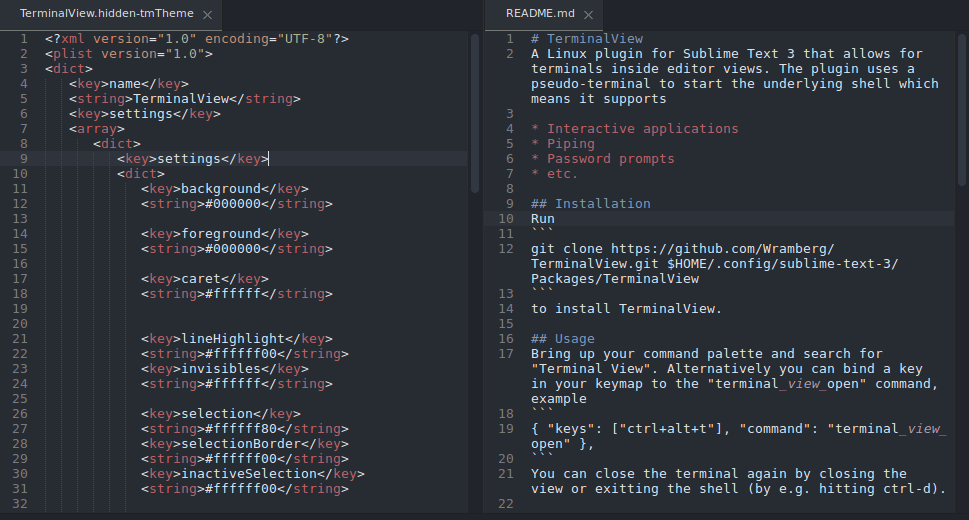 TerminalView.hidden-tmTheme ×
1 <?xml version="1.0" encoding="UTF-8"?>
2 <plist version="1.0">
3 <dict>
4 <key>name</key>
5 <string>TerminalView</string>
6 <key>settings</key>
7 <array>
8 <dict>
9 <key>settings</key>
10 <dict>
11 <key>background</key>
12 <string>#000000</string>
13
14 <key>foreground</key>
15 <string>#000000</string>
16
17 <key>caret</key>
18 <string>#ffffff</string>
19
20
21 <key>lineHighlight</key>
22 <string>#ffffff00</string>
23 <key>invisibles</key>
24 <string>#ffffff</string>
25
26 <key>selection</key>
27 <string>#ffffff80</string>
28 <key>selectionBorder</key>
29 <string>#ffffff00</string>
30 <key>inactiveSelection</key>
31 <string>#ffffff00</string>
32
README.md ×
1 # TerminalView
2 A Linux plugin for Sublime Text 3 that allows for
terminals inside editor views. The plugin uses a
pseudo-terminal to start the underlying shell which
means it supports
3
4 * Interactive applications
5 * Piping
6 * Password prompts
7 * etc.
8
9 ## Installation
10 Run
11 ```
12 git clone https://github.com/Wramberg/
TerminalView.git $HOME/.config/sublime-text-3/
Packages/TerminalView
13 ```
14 to install TerminalView.
15
16 ## Usage
17 Bring up your command palette and search for
"Terminal View". Alternatively you can bind a key
in your keymap to the "terminal_view_open" command,
example
18 ```
19 { "keys": ["ctrl+alt+t"], "command": "terminal_view_
open" },
20 ```
21 You can close the terminal again by closing the
view or exitting the shell (by e.g. hitting ctrl-d).
22